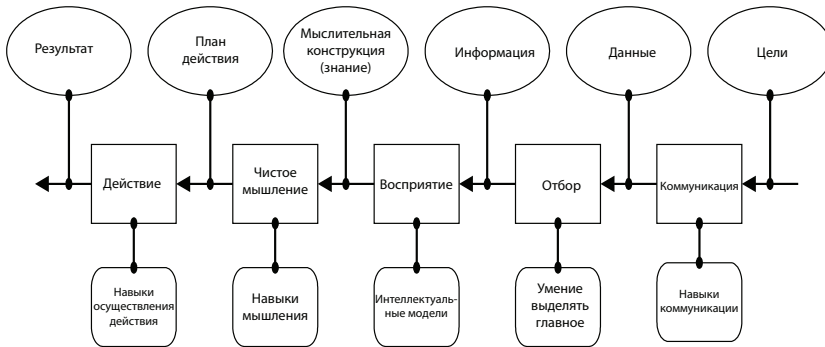 Результат
План
действия
Мыслительная
конструкция
(знание)
Информация
Данные
Цели
Действие
Чистое
мышление
Восприятие
Отбор
Коммуникация
Навыки
осуществления
действия
Навыки
мышления
Интеллектуаль-
ные модели
Умение
выделять
главное
Навыки
коммуникации